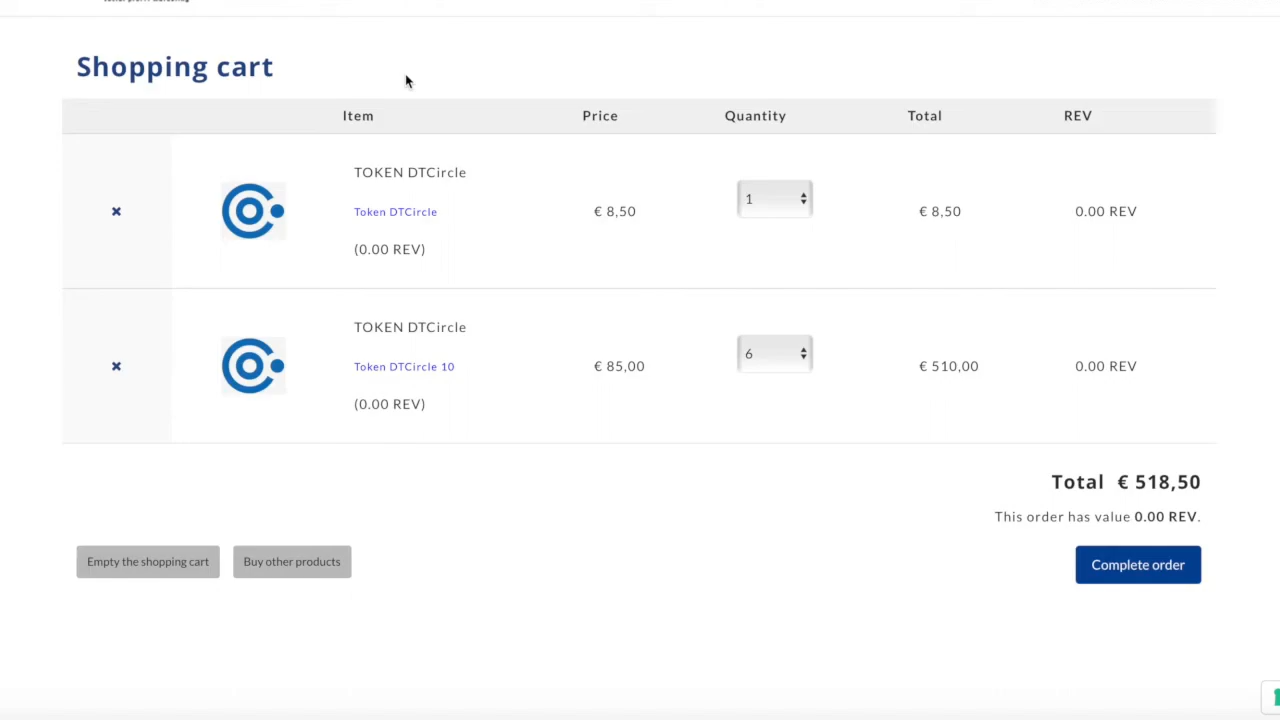 Shopping cart
Item Price Quantity Total REV
TOKEN DTCircle
Token DTCircle € 8,50 1 € 8,50 0.00 REV
(0.00 REV)
TOKEN DTCircle
Token DTCircle 10 € 85,00 6 € 510,00 0.00 REV
(0.00 REV)
Total € 518,50
This order has value 0.00 REV.
Empty the shopping cart Buy other products Complete order